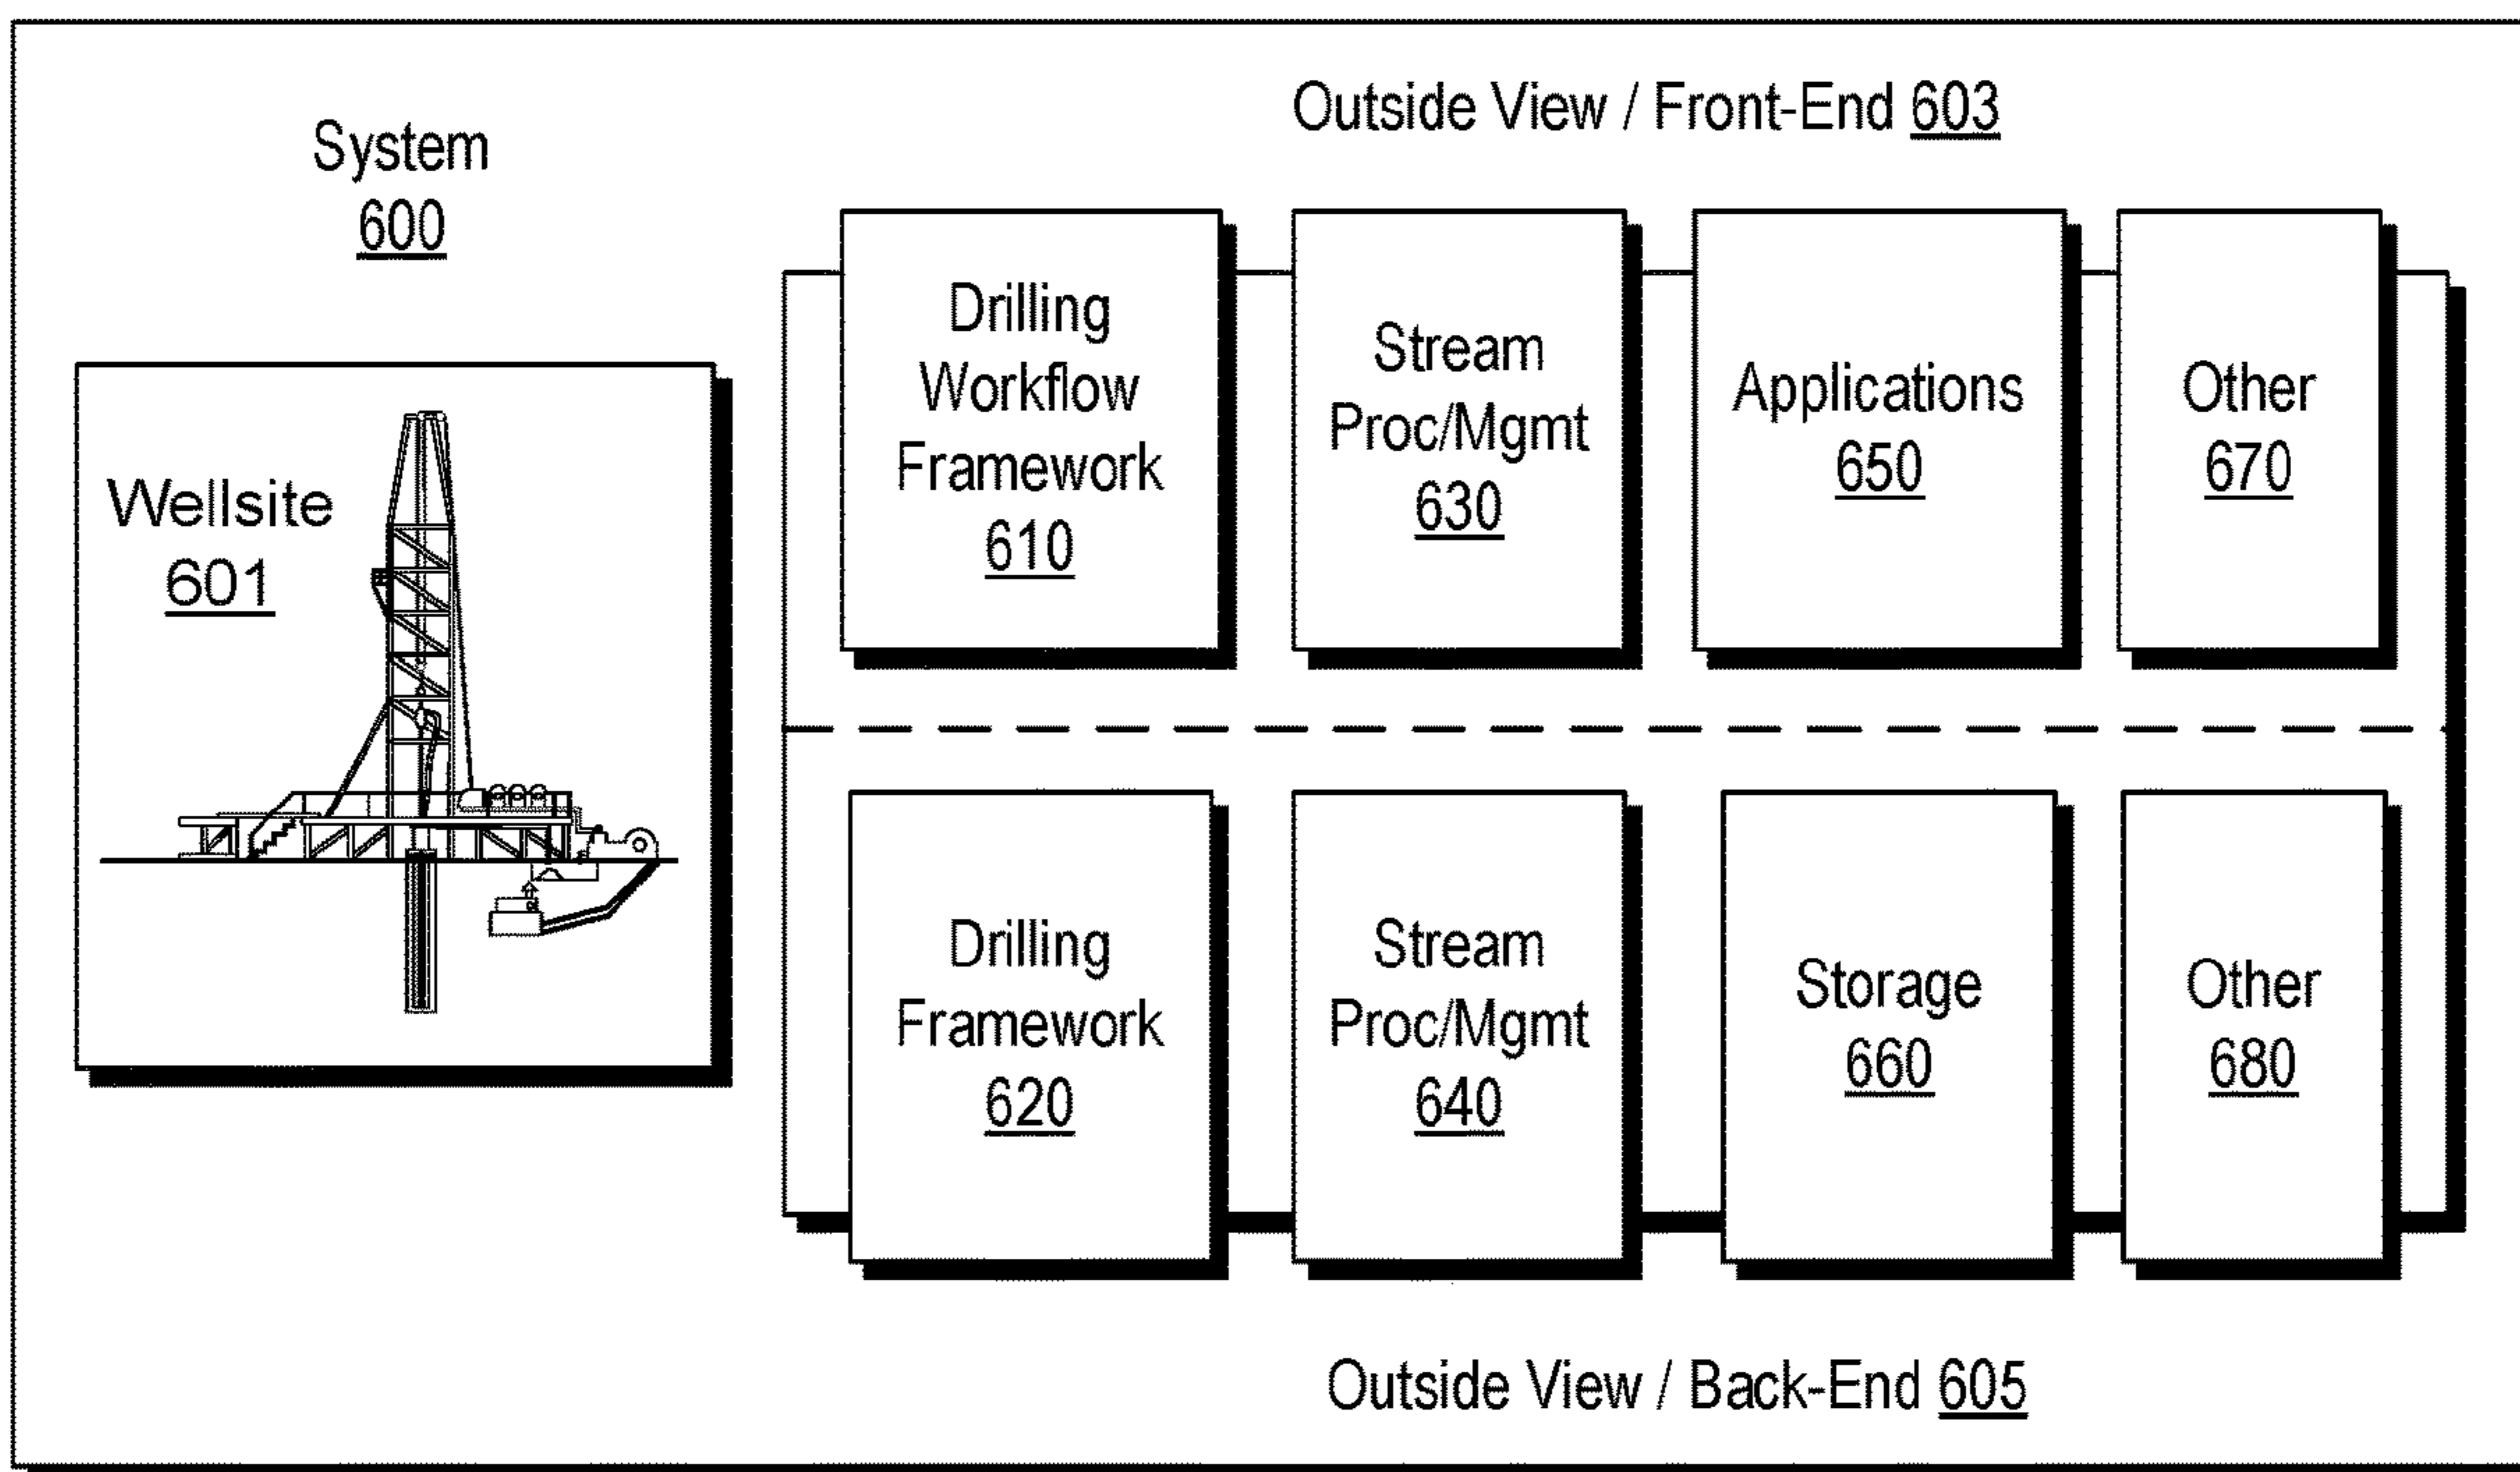 System
600
Wellsite
601
Outside View / Front-End 603
Drilling
Workflow
Framework
610
Stream
Proc/Mgmt
630
Applications
650
Other
670
Drilling
Framework
620
Stream
Proc/Mgmt
640
Storage
660
Other
680
Outside View / Back-End 605